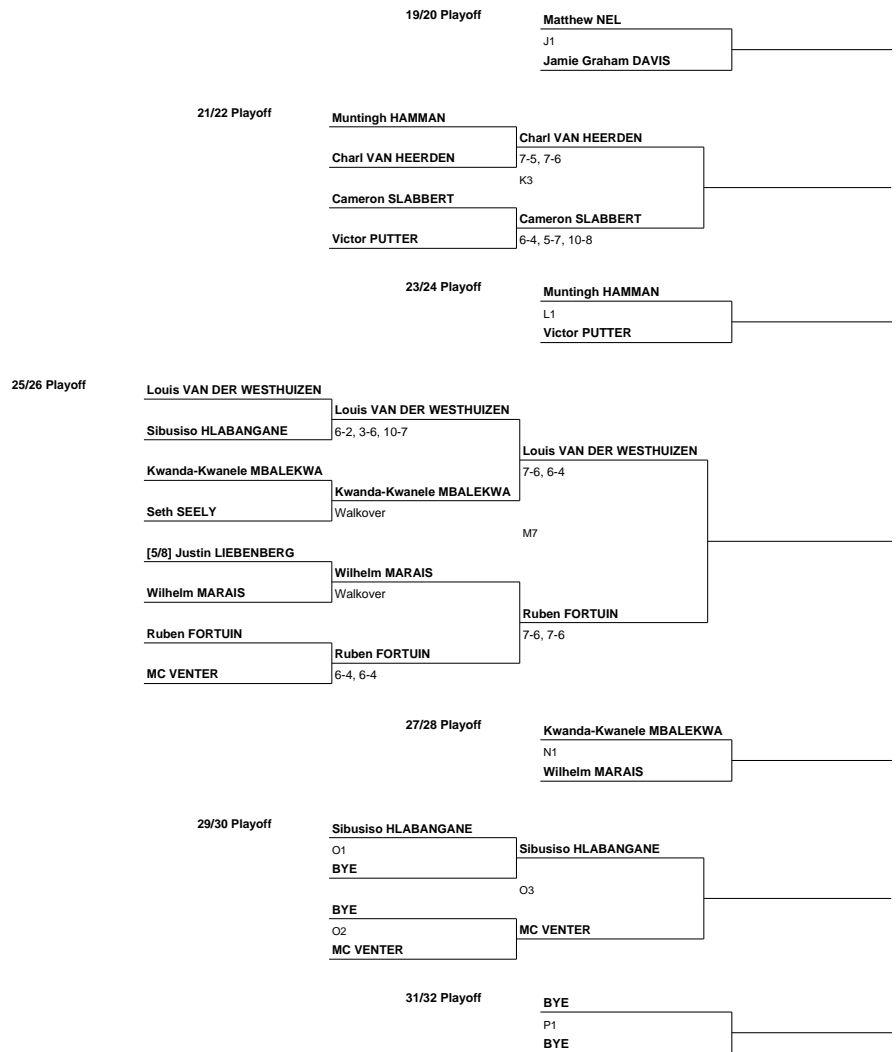 19/20 Playoff
Matthew NEL
J1
Jamie Graham DAVIS
21/22 Playoff
Muntingh HAMMAN
Charl VAN HEERDEN
Charl VAN HEERDEN
7-5, 7-6
K3
Cameron SLABBERT
Cameron SLABBERT
Victor PUTTER
6-4, 5-7, 10-8
23/24 Playoff
Muntingh HAMMAN
L1
Victor PUTTER
25/26 Playoff
Louis VAN DER WESTHUIZEN
Louis VAN DER WESTHUIZEN
Sibusiso HLABANGANE
6-2, 3-6, 10-7
Louis VAN DER WESTHUIZEN
7-6, 6-4
Kwanda-Kwanele MBALEKWA
Kwanda-Kwanele MBALEKWA
Seth SEELY
Walkover
M7
[5/8] Justin LIEBENBERG
Wilhelm MARAIS
Wilhelm MARAIS
Walkover
Ruben FORTUIN
7-6, 7-6
Ruben FORTUIN
Ruben FORTUIN
MC VENTER
6-4, 6-4
27/28 Playoff
Kwanda-Kwanele MBALEKWA
N1
Wilhelm MARAIS
29/30 Playoff
Sibusiso HLABANGANE
O1
Sibusiso HLABANGANE
BYE
O3
BYE
O2
MC VENTER
MC VENTER
31/32 Playoff
BYE
P1
BYE